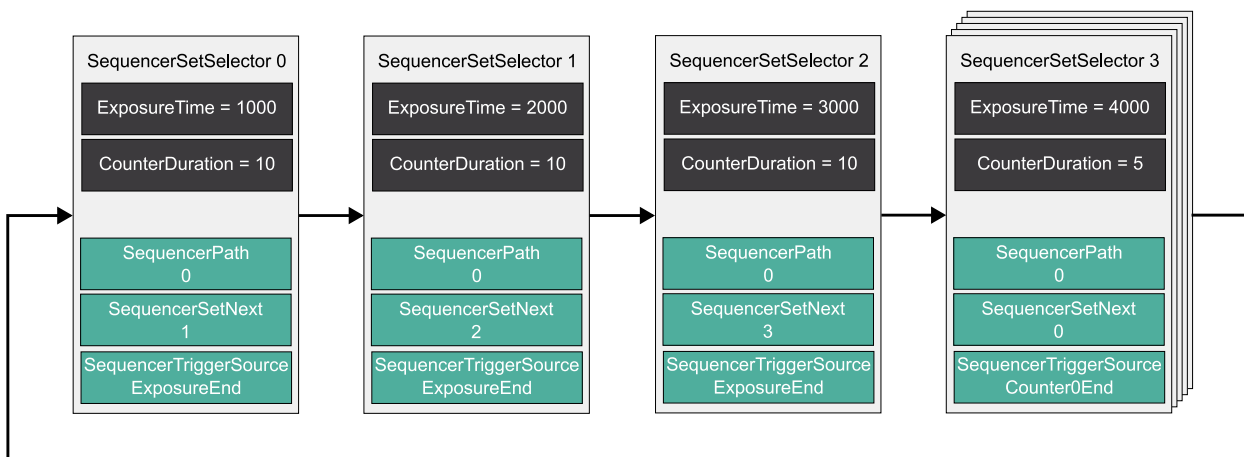 SequencerSetSelector 0
ExposureTime = 1000
CounterDuration = 10
SequencerPath
0
SequencerSetNext
1
SequencerTriggerSource
ExposureEnd
SequencerSetSelector 1
ExposureTime = 2000
CounterDuration = 10
SequencerPath
0
SequencerSetNext
2
SequencerTriggerSource
ExposureEnd
SequencerSetSelector 2
ExposureTime = 3000
CounterDuration = 10
SequencerPath
0
SequencerSetNext
3
SequencerTriggerSource
ExposureEnd
SequencerSetSelector 3
ExposureTime = 4000
CounterDuration = 5
SequencerPath
0
SequencerSetNext
0
SequencerTriggerSource
Counter0End